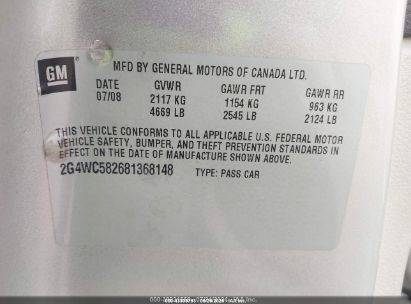 GM
MFD BY GENERAL MOTORS OF CANADA LTD.
DATE GVWR GAWR FRT GAWR RR
07/08 2117 KG 1154 KG 963 KG
4669 LB 2545 LB 2124 LB
THIS VEHICLE CONFORMS TO ALL APPLICABLE U.S. FEDERAL MOTOR
VEHICLE SAFETY, BUMPER, AND THEFT PREVENTION STANDARDS IN
EFFECT ON THE DATE OF MANUFACTURE SHOWN ABOVE.
2G4WC582681368148 TYPE: PASS CAR